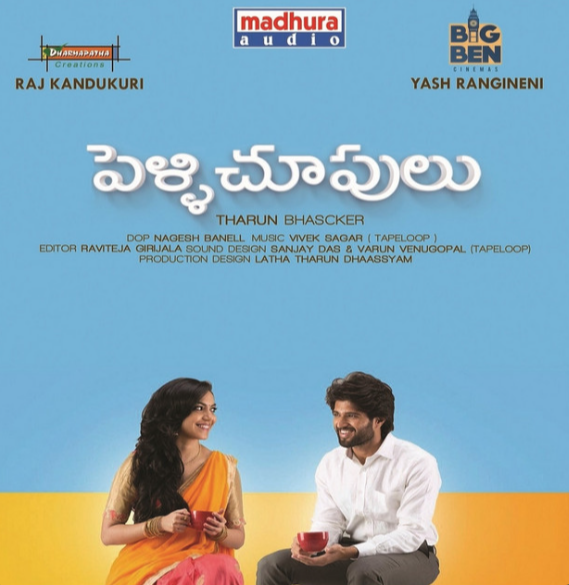 madhura
audio
DHARMAPATHA
Creations
RAJ KANDUKURI
BIG
BEN
CINEMAS
YASH RANGINENI
పెళ్ళిచూపులు
THARUN BHASCKER
DOP NAGESH BANELL MUSIC VIVEK SAGAR ( TAPELOOP )
EDITOR RAVITEJA GIRIJALA SOUND DESIGN SANJAY DAS & VARUN VENUGOPAL (TAPELOOP)
PRODUCTION DESIGN LATHA THARUN DHAASSYAM